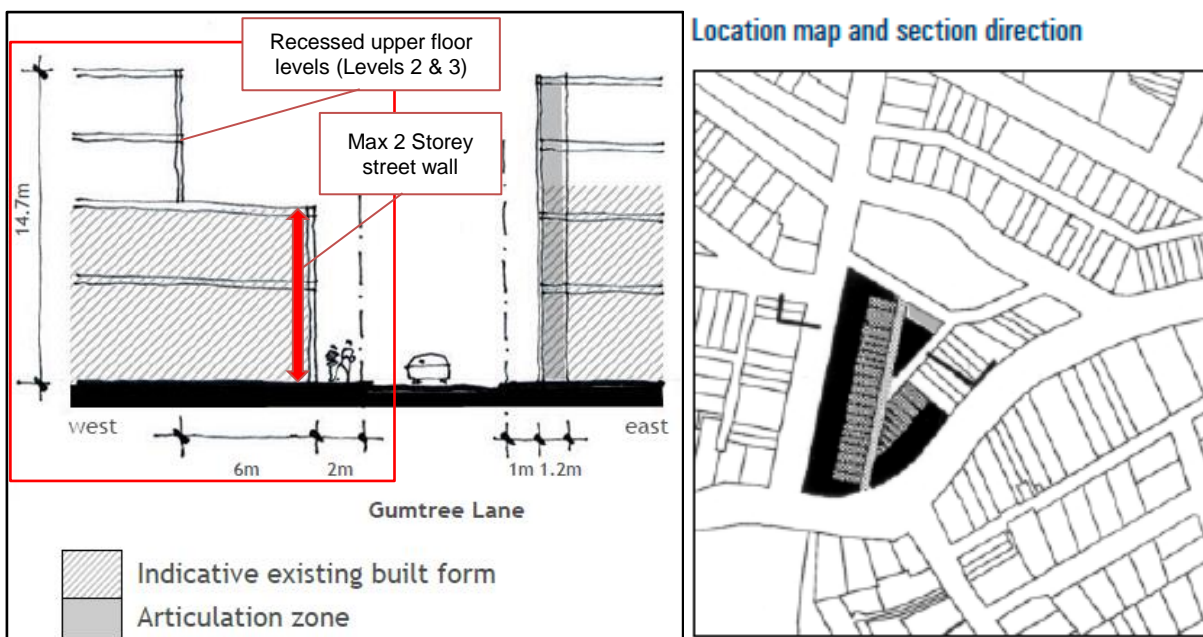 Location map and section direction
Recessed upper floor
levels (Levels 2 & 3)
Max 2 Storey
street wall
14.7m
west
east
6m
2m
1m 1.2m
Gumtree Lane
Indicative existing built form
Articulation zone